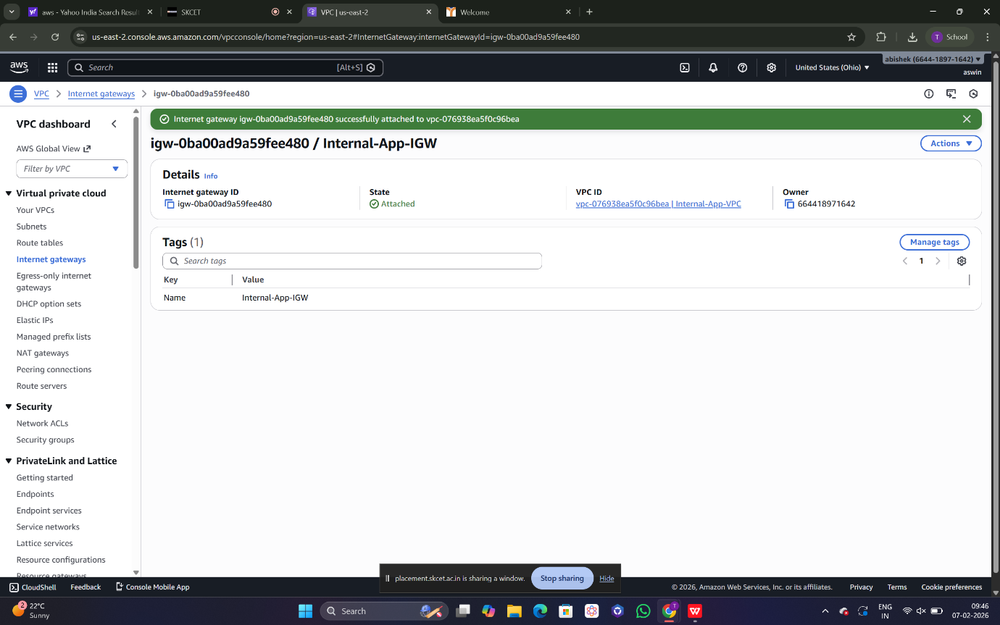 aws - Yahoo India Search Resul
SKCET
VPC | us-east-2
Welcome
us-east-2.console.aws.amazon.com/vpcconsole/home?region=us-east-2#InternetGateway:internetGatewayId=igw-0ba00ad9a59fee480
T School
aws
Search [Alt+S]
United States (Ohio)
abishek (6644-1897-1642)
aswin
VPC
Internet gateways
igw-0ba00ad9a59fee480
VPC dashboard
AWS Global View
Filter by VPC
Virtual private cloud
Your VPCs
Subnets
Route tables
Internet gateways
Egress-only internet
gateways
DHCP option sets
Elastic IPs
Managed prefix lists
NAT gateways
Peering connections
Route servers
Security
Network ACLs
Security groups
PrivateLink and Lattice
Getting started
Endpoints
Endpoint services
Service networks
Lattice services
Resource configurations
Resource gateways
Internet gateway igw-0ba00ad9a59fee480 successfully attached to vpc-076938ea5f0c96bea
igw-0ba00ad9a59fee480 / Internal-App-IGW
Actions
Details Info
Internet gateway ID
igw-0ba00ad9a59fee480
State
Attached
VPC ID
vpc-076938ea5f0c96bea | Internal-App-VPC
Owner
664418971642
Tags (1)
Manage tags
Search tags
1
Key Value
Name Internal-App-IGW
placement.skcet.ac.in is sharing a window.
Stop sharing
Hide
CloudShell
Feedback
Console Mobile App
© 2026, Amazon Web Services, Inc. or its affiliates.
Privacy
Terms
Cookie preferences
2
22°C
Sunny
Search
T
W
ENG
IN
09:46
07-02-2026